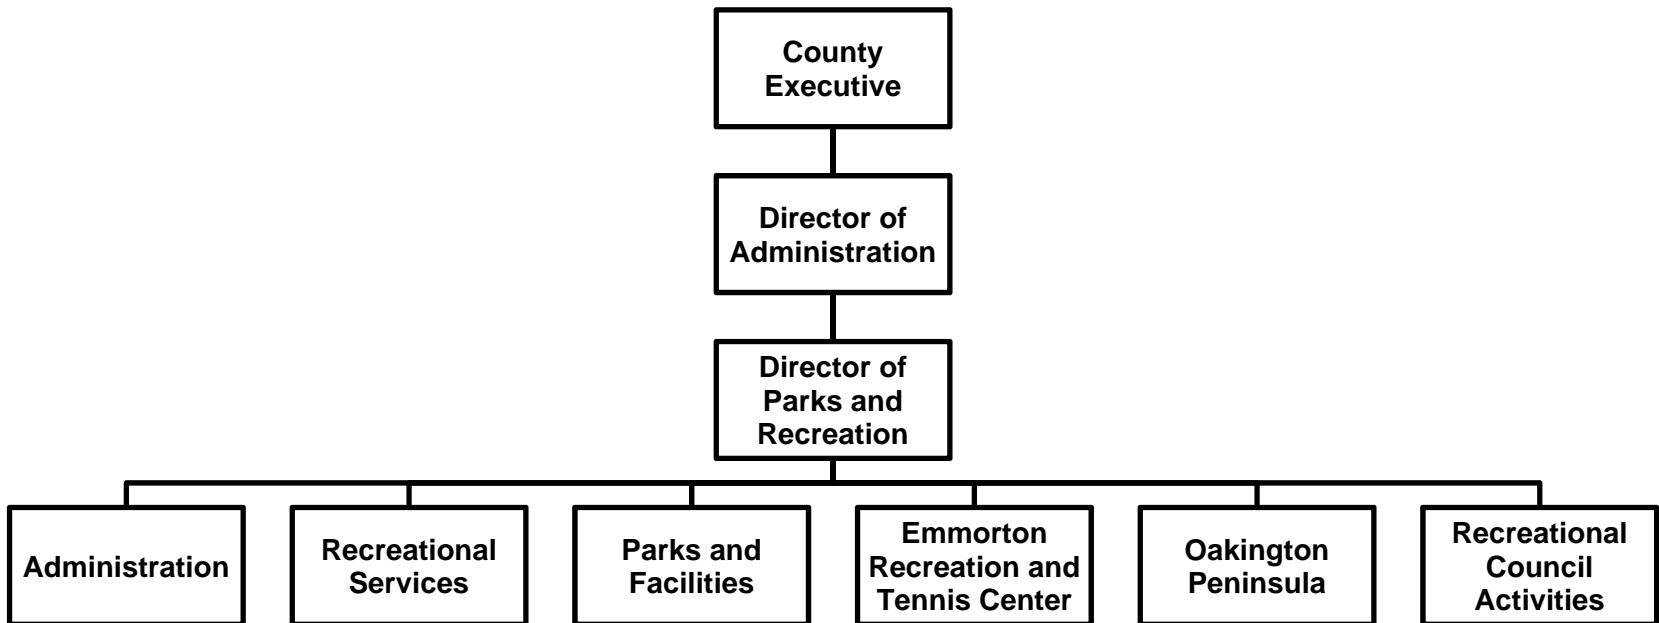 County
Executive
Director of
Administration
Director of
Parks and
Recreation
Administration
Recreational
Services
Parks and
Facilities
Emmorton
Recreation and
Tennis Center
Oakington
Peninsula
Recreational
Council
Activities